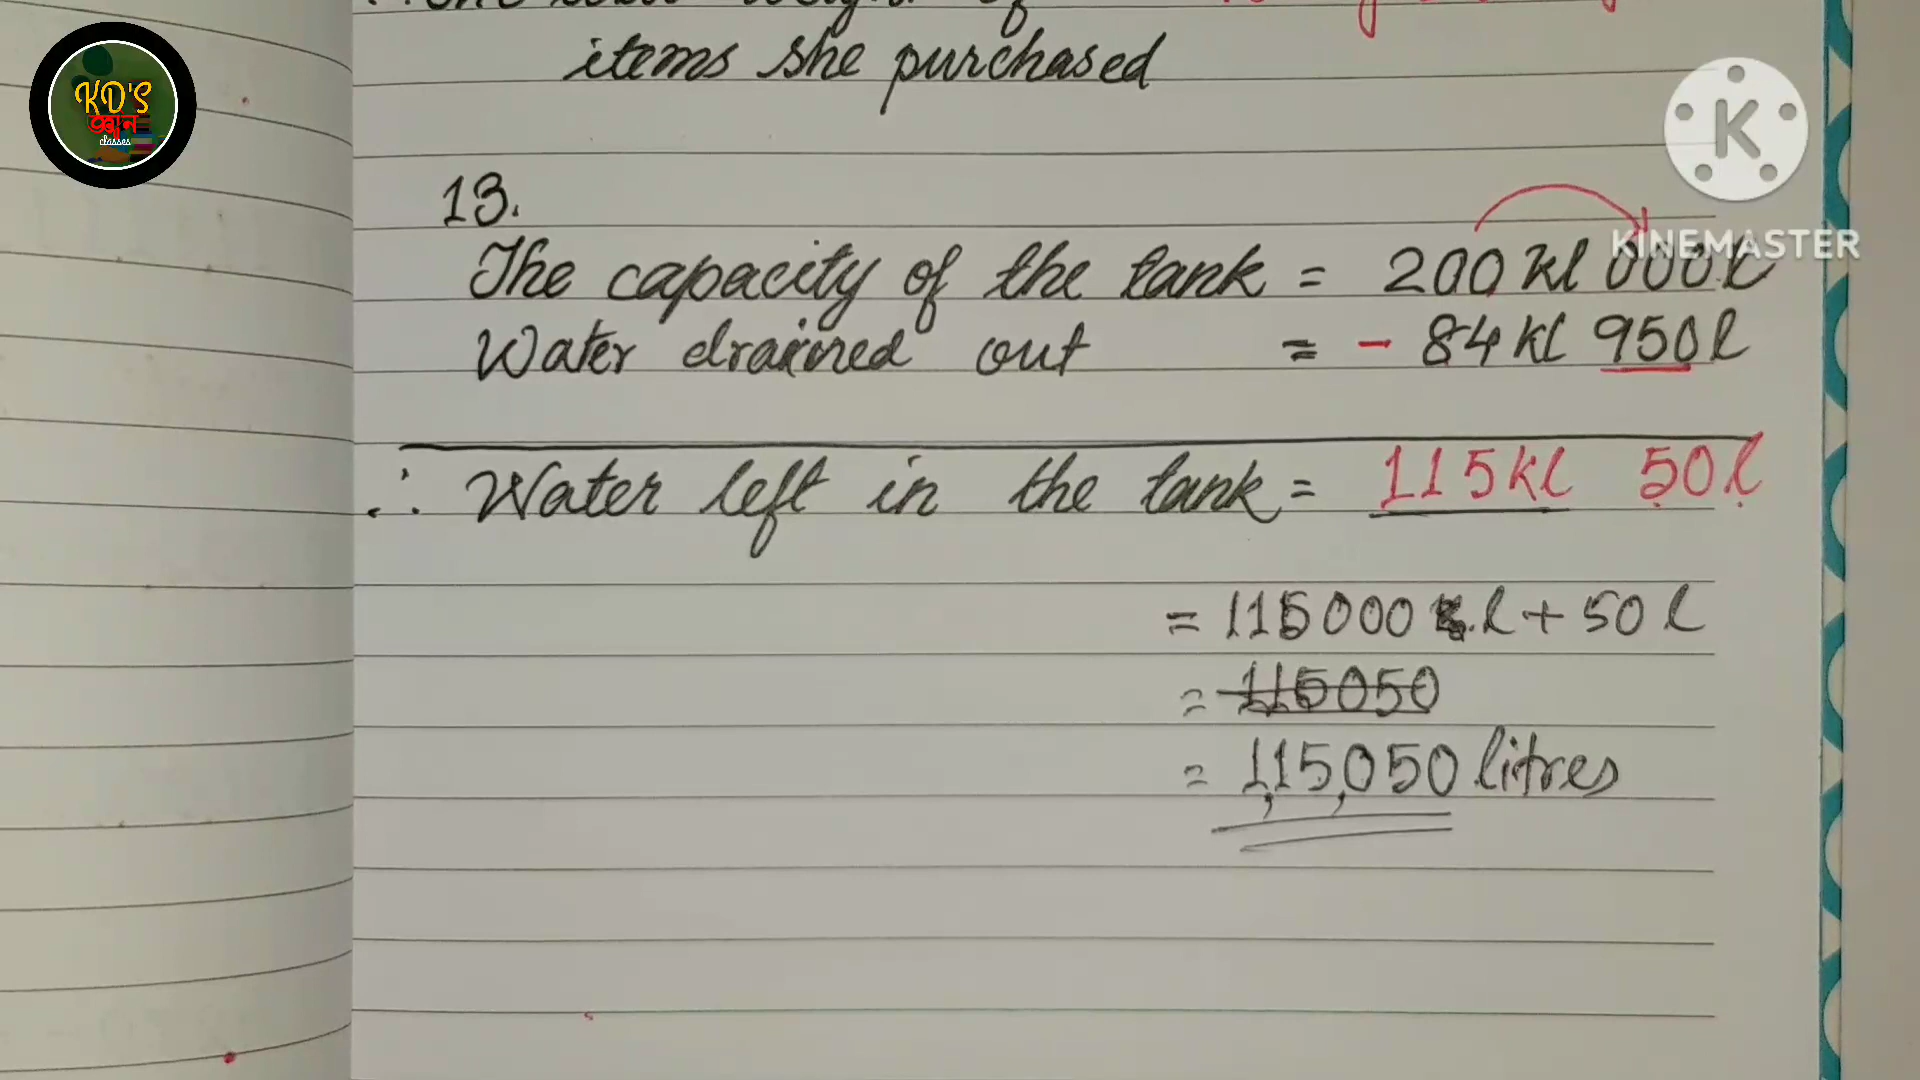 items she purchased
KD'S
জ্ঞান
classes
K
KINEMASTER
13.
The capacity of the tank = 200 kl 000 l
Water drained out = - 84 kl 950 l
∴ Water left in the tank = 115 kl 50 l
= 115000 l + 50 l
= 115050
= 1,15,050 litres